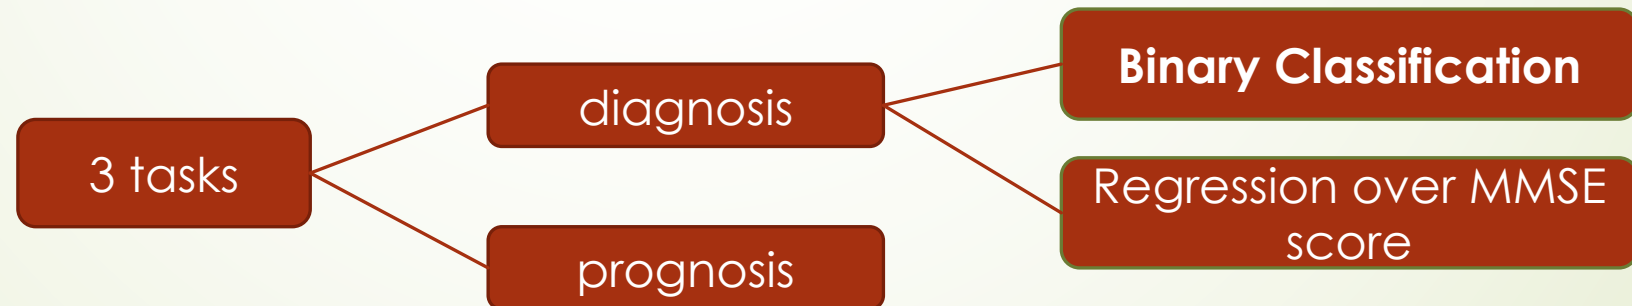 3 tasks
diagnosis
prognosis
Binary Classification
Regression over MMSE
score